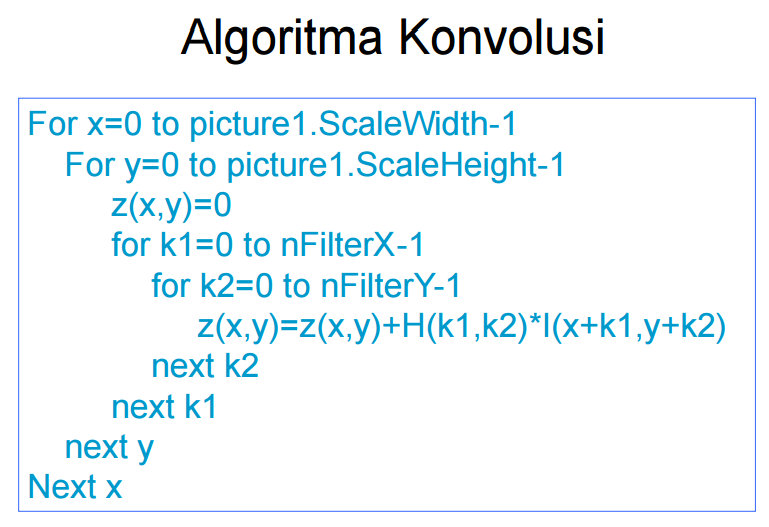 Algoritma Konvolusi
For x=0 to picture1.ScaleWidth-1
For y=0 to picture1.ScaleHeight-1
z(x,y)=0
for k1=0 to nFilterX-1
for k2=0 to nFilterY-1
z(x,y)=z(x,y)+H(k1,k2)*I(x+k1,y+k2)
next k2
next k1
next y
Next x